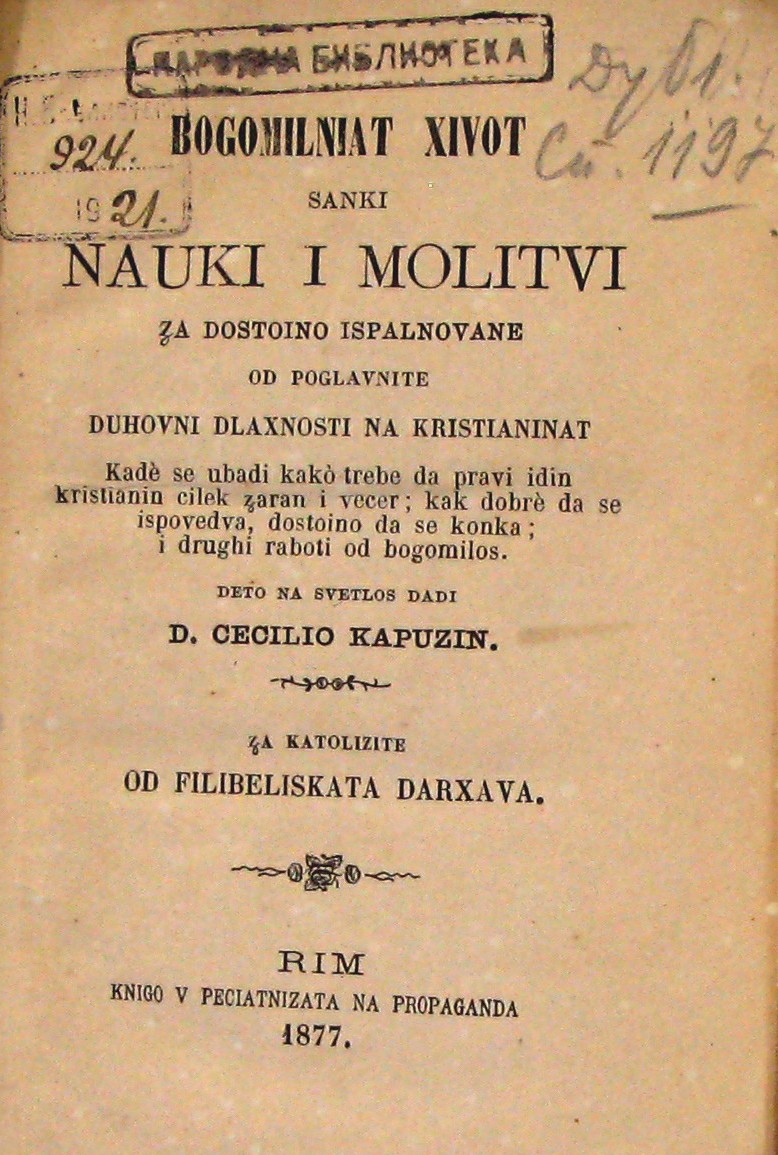 НАРОДНА БИБЛИОТЕКА
Дубл.
924.
1921.
Сп. 1197
BOGOMILNIAT XIVOT
SANKI
NAUKI I MOLITVI
ȤA DOSTOINO ISPALNOVANE
OD POGLAVNITE
DUHOVNI DLAXNOSTI NA KRISTIANINAT
Kadè se ubadi kakò trebe da pravi idin
kristianin cilek ȥaran i vecer; kak dobrè da se
ispovedva, dostoino da se konka;
i drughi raboti od bogomilos.
DETO NA SVETLOS DADI
D. CECILIO KAPUZIN.
ȤA KATOLIZITE
OD FILIBELISKATA DARXAVA.
RIM
KNIGO V PECIATNIZATA NA PROPAGANDA
1877.